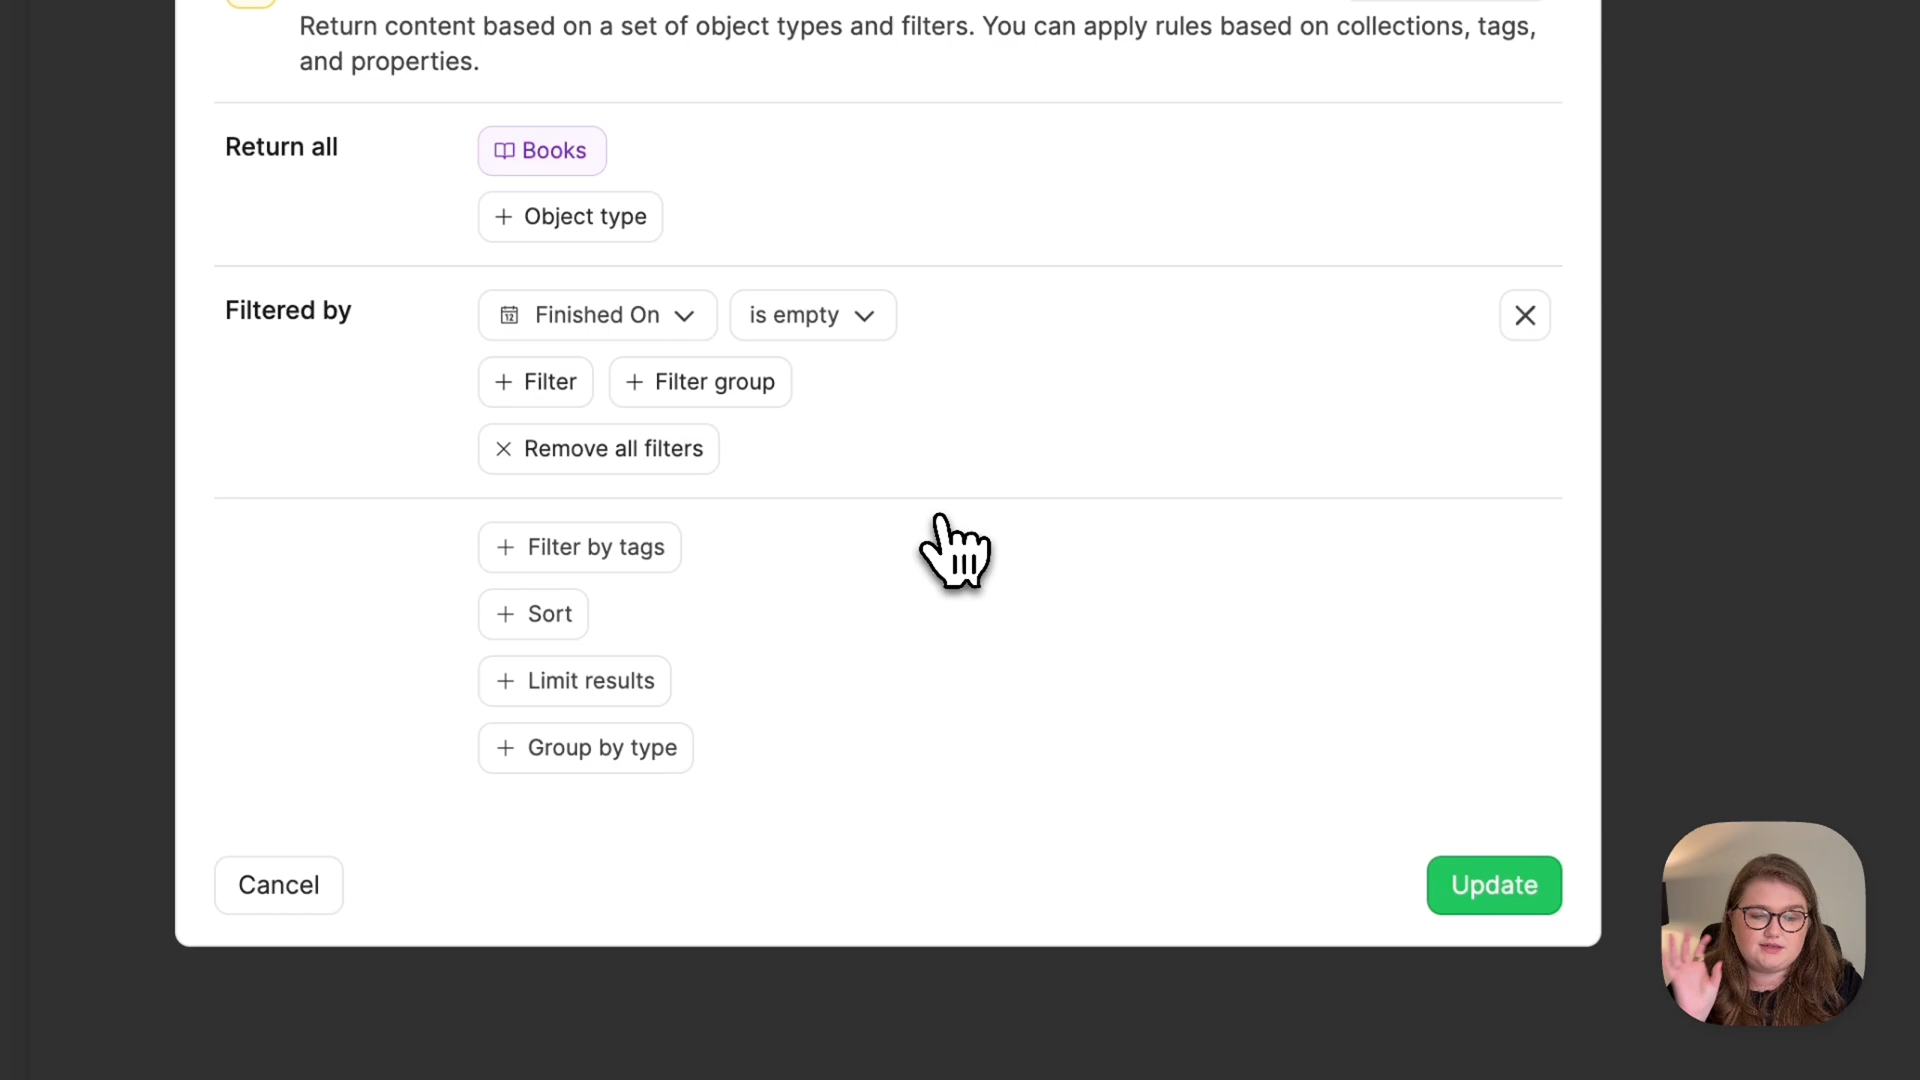 Return content based on a set of object types and filters. You can apply rules based on collections, tags,
and properties.
Return all
Books
+ Object type
Filtered by
12 Finished On
is empty
+ Filter
+ Filter group
× Remove all filters
+ Filter by tags
+ Sort
+ Limit results
+ Group by type
Cancel
Update